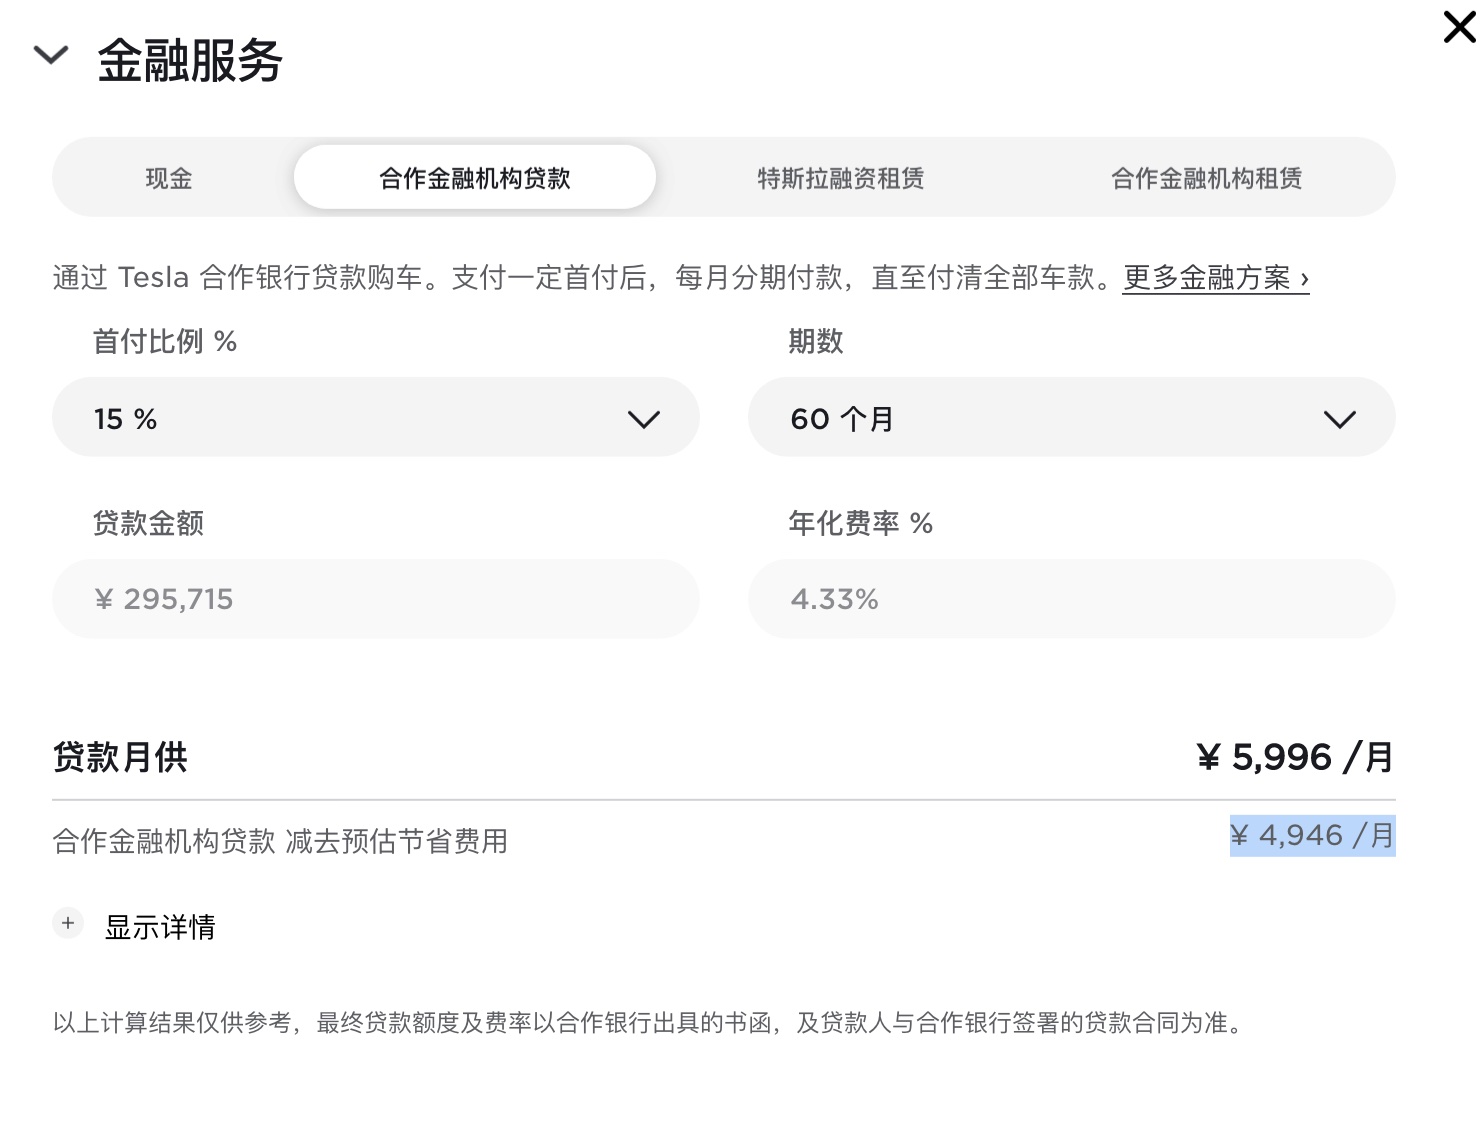 金融服务
现金
合作金融机构贷款
特斯拉融资租赁
合作金融机构租赁
通过 Tesla 合作银行贷款购车。支付一定首付后，每月分期付款，直至付清全部车款。更多金融方案 ›
首付比例 %
期数
15 %
60 个月
贷款金额
年化费率 %
¥ 295,715
4.33%
贷款月供
¥ 5,996 /月
合作金融机构贷款 减去预估节省费用
¥ 4,946 /月
+ 显示详情
以上计算结果仅供参考，最终贷款额度及费率以合作银行出具的书函，及贷款人与合作银行签署的贷款合同为准。